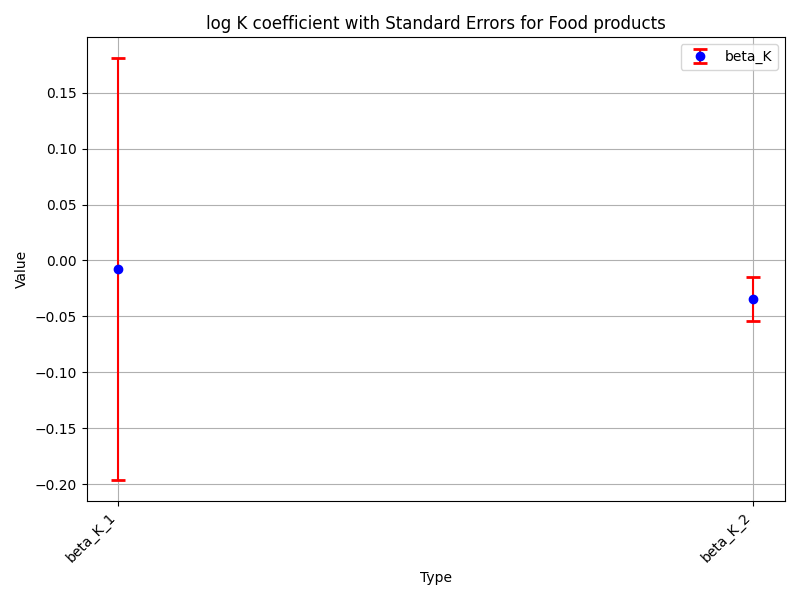 log K coefficient with Standard Errors for Food products
beta_K
0.15
0.10
0.05
0.00
−0.05
−0.10
−0.15
−0.20
Value
beta_K_1
beta_K_2
Type